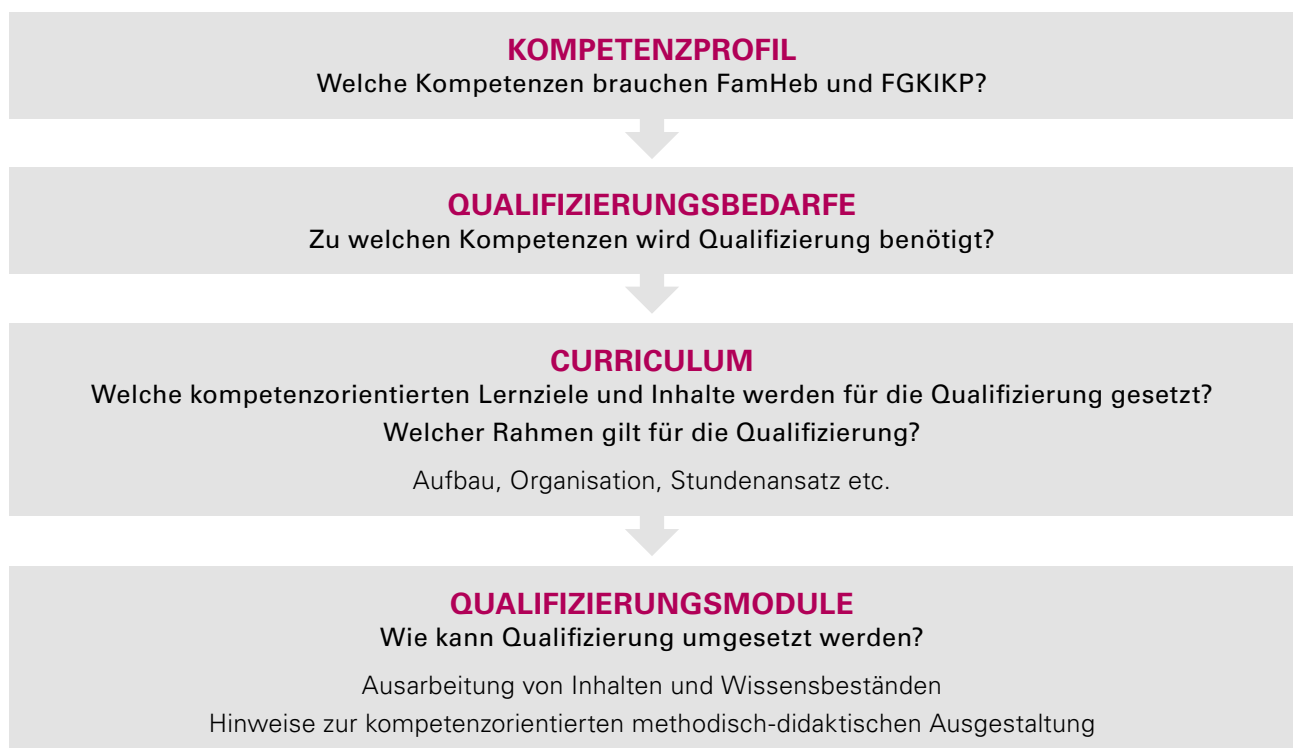 KOMPETENZPROFIL
Welche Kompetenzen brauchen FamHeb und FGKIKP?
QUALIFIZIERUNGSBEDARFE
Zu welchen Kompetenzen wird Qualifizierung benötigt?
CURRICULUM
Welche kompetenzorientierten Lernziele und Inhalte werden für die Qualifizierung gesetzt?
Welcher Rahmen gilt für die Qualifizierung?
Aufbau, Organisation, Stundenansatz etc.
QUALIFIZIERUNGSMODULE
Wie kann Qualifizierung umgesetzt werden?
Ausarbeitung von Inhalten und Wissensbeständen
Hinweise zur kompetenzorientierten methodisch-didaktischen Ausgestaltung